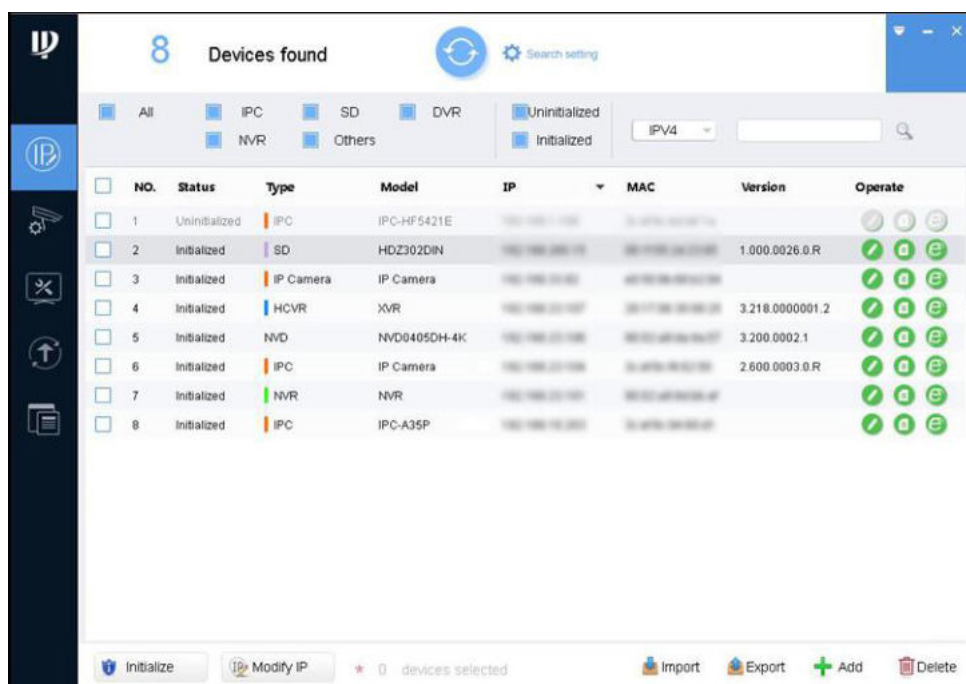 8 Devices found Search setting
All IPC SD DVR Uninitialized
NVR Others Initialized IPV4
NO. Status Type Model IP MAC Version Operate
1 Uninitialized IPC IPC-HF5421E
2 Initialized SD HDZ302DIN 1.000.0026.0.R
3 Initialized IP Camera IP Camera
4 Initialized HCVR XVR 3.218.0000001.2
5 Initialized NVD NVD0405DH-4K 3.200.0002.1
6 Initialized IPC IP Camera 2.600.0003.0.R
7 Initialized NVR NVR
8 Initialized IPC IPC-A35P
Initialize Modify IP * 0 devices selected Import Export Add Delete